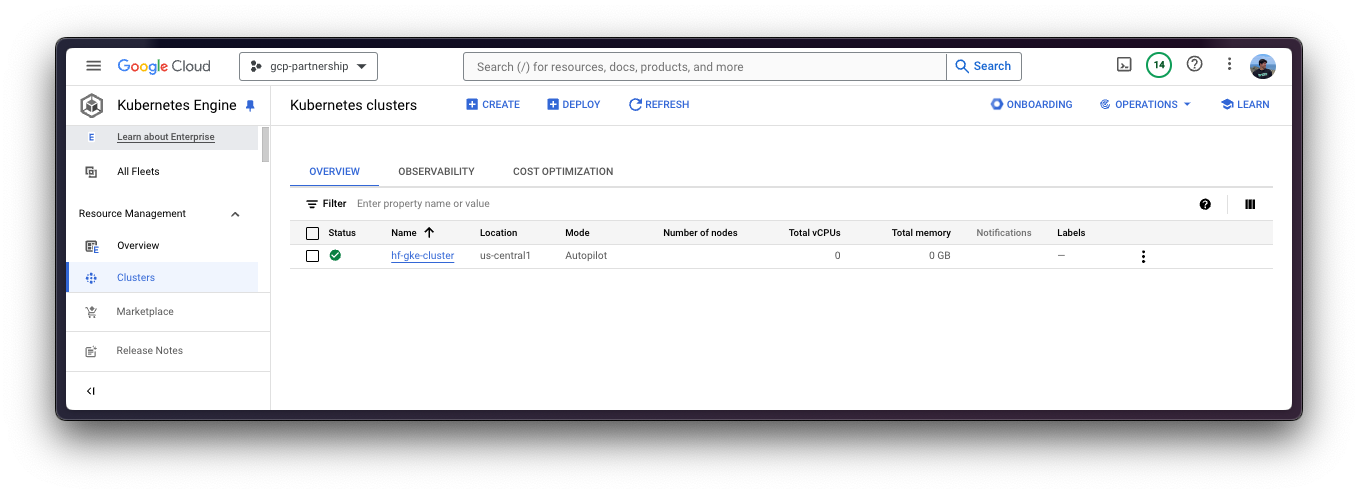 Google Cloud
gcp-partnership
Search (/) for resources, docs, products, and more
Search
14
Kubernetes Engine
Kubernetes clusters
CREATE
DEPLOY
REFRESH
ONBOARDING
OPERATIONS
LEARN
E
Learn about Enterprise
All Fleets
Resource Management
Overview
Clusters
Marketplace
Release Notes
OVERVIEW
OBSERVABILITY
COST OPTIMIZATION
Filter
Enter property name or value
Status Name Location Mode Number of nodes Total vCPUs Total memory Notifications Labels
hf-gke-cluster us-central1 Autopilot 0 0 GB —